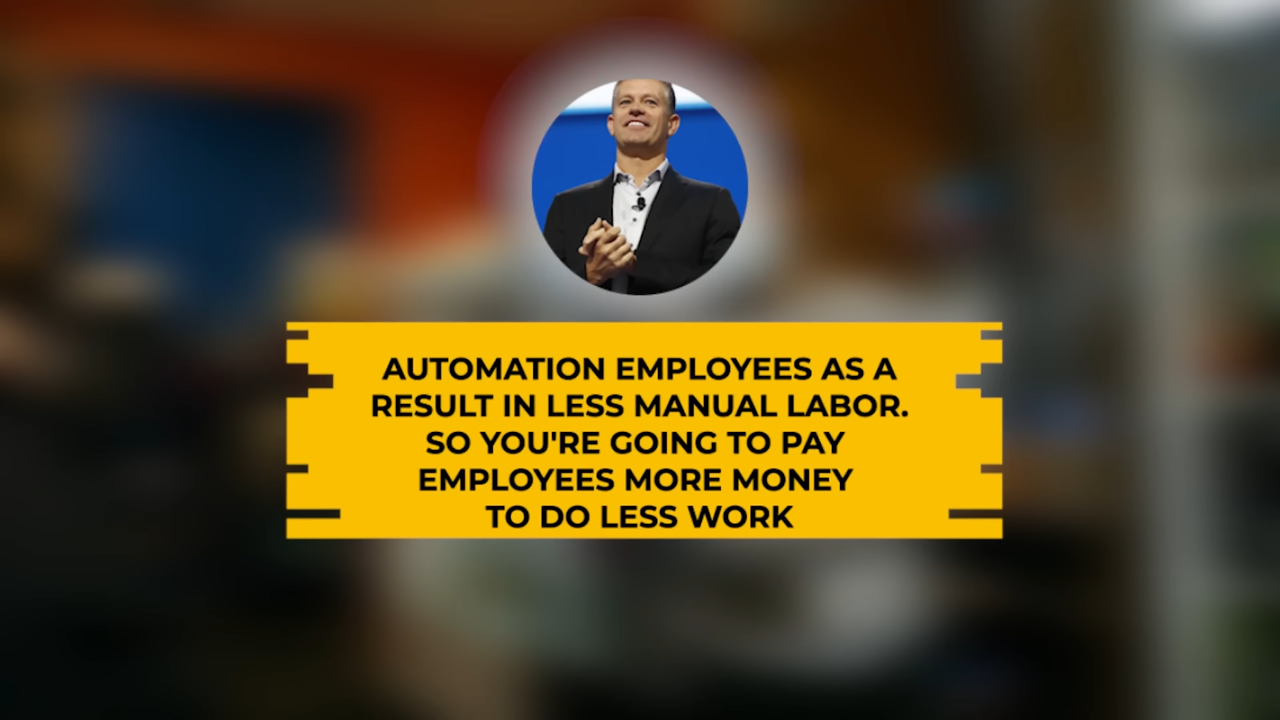 AUTOMATION EMPLOYEES AS A
RESULT IN LESS MANUAL LABOR.
SO YOU'RE GOING TO PAY
EMPLOYEES MORE MONEY
TO DO LESS WORK